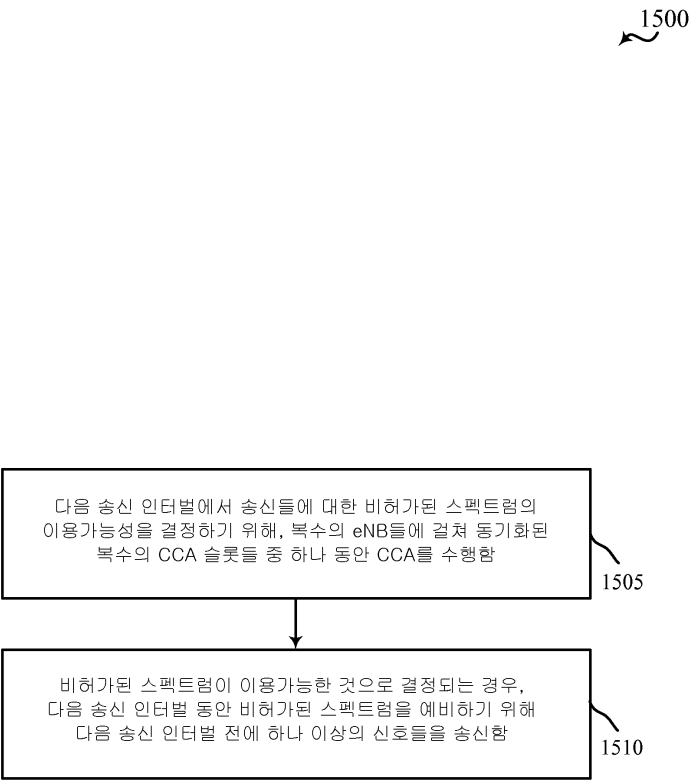 1500
다음 송신 인터벌에서 송신들에 대한 비허가된 스펙트럼의
이용가능성을 결정하기 위해, 복수의 eNB들에 걸쳐 동기화된
복수의 CCA 슬롯들 중 하나 동안 CCA를 수행함
1505
비허가된 스펙트럼이 이용가능한 것으로 결정되는 경우,
다음 송신 인터벌 동안 비허가된 스펙트럼을 예비하기 위해
다음 송신 인터벌 전에 하나 이상의 신호들을 송신함
1510